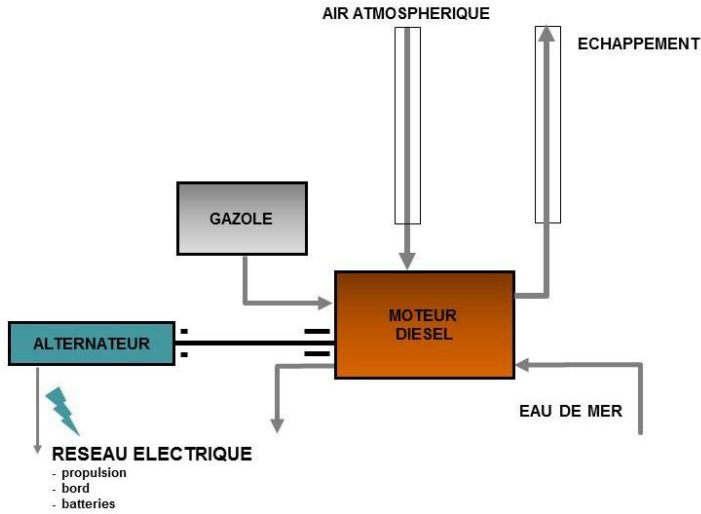 AIR ATMOSPHERIQUE
ECHAPPEMENT
GAZOLE
MOTEUR
DIESEL
ALTERNATEUR
EAU DE MER
RESEAU ELECTRIQUE
- propulsion
- bord
- batteries